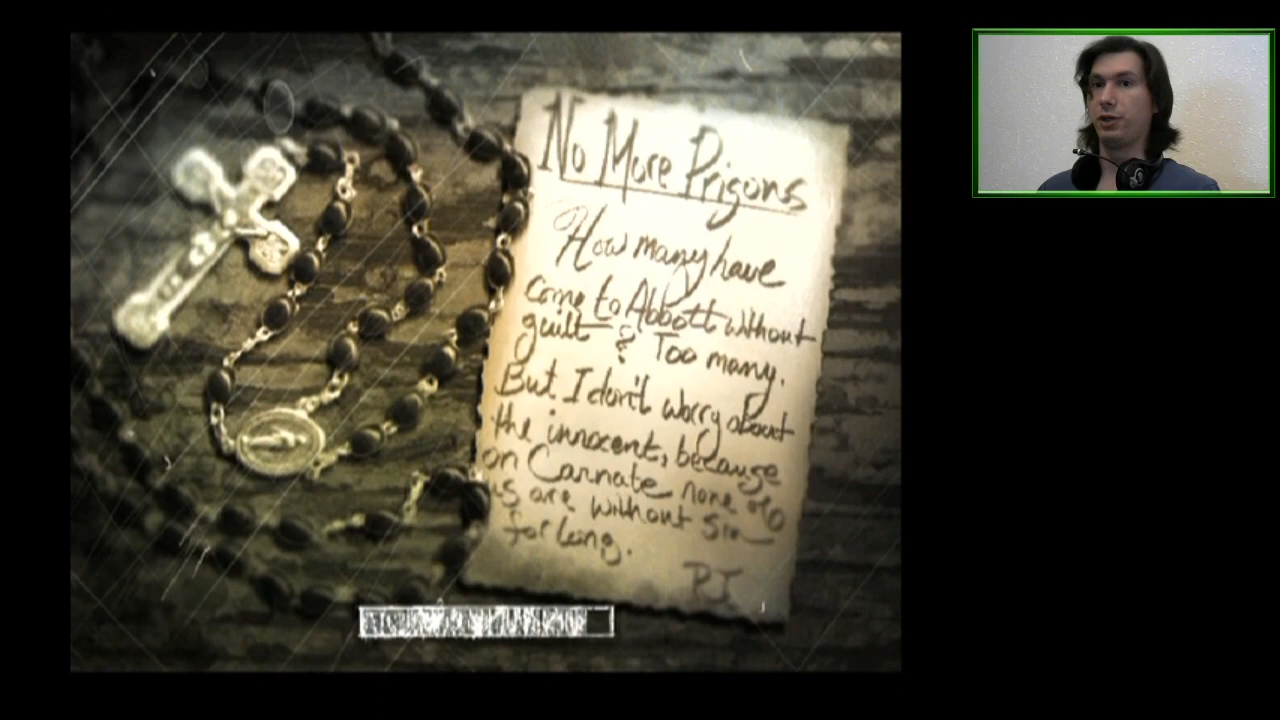 No More Prisons
How many have
come to Abbott without
guilt? Too many.
But I don't worry about
the innocent, because
on Carnate, none of
us are without sin
for long.